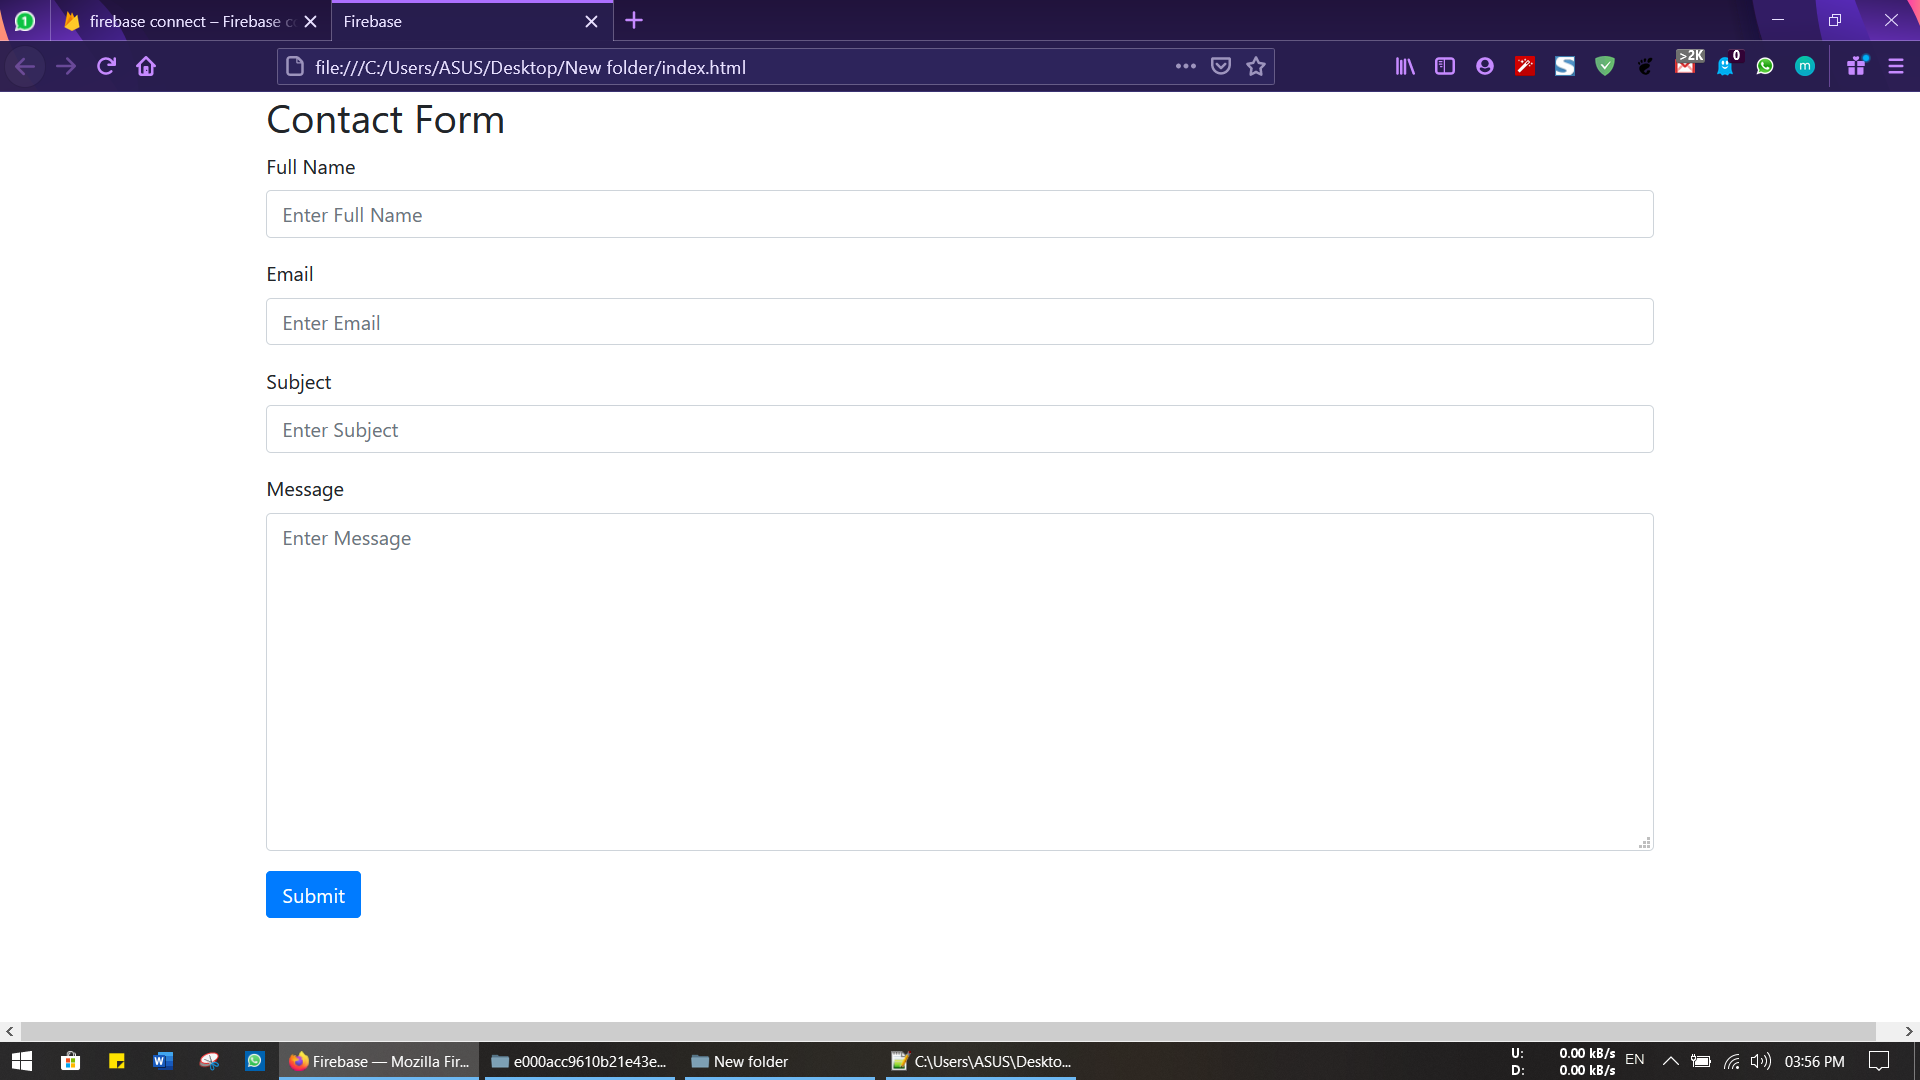 1
firebase connect – Firebase c
Firebase
file:///C:/Users/ASUS/Desktop/New folder/index.html
>2K
0
m
Contact Form
Full Name
Enter Full Name
Email
Enter Email
Subject
Enter Subject
Message
Enter Message
Submit
Firebase — Mozilla Fir...
e000acc9610b21e43e...
New folder
C:\Users\ASUS\Deskto...
U: 0.00 kB/s
D: 0.00 kB/s
EN
03:56 PM